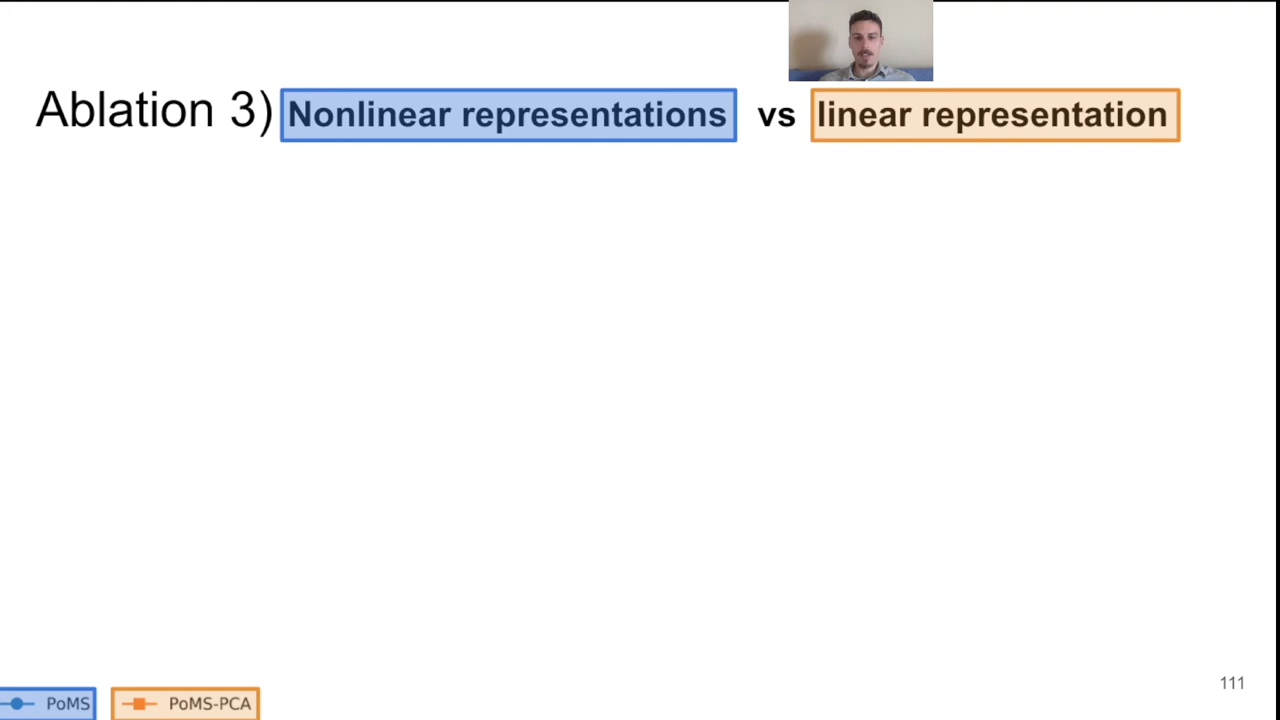 Ablation 3) Nonlinear representations vs linear representation
111
PoMS PoMS-PCA